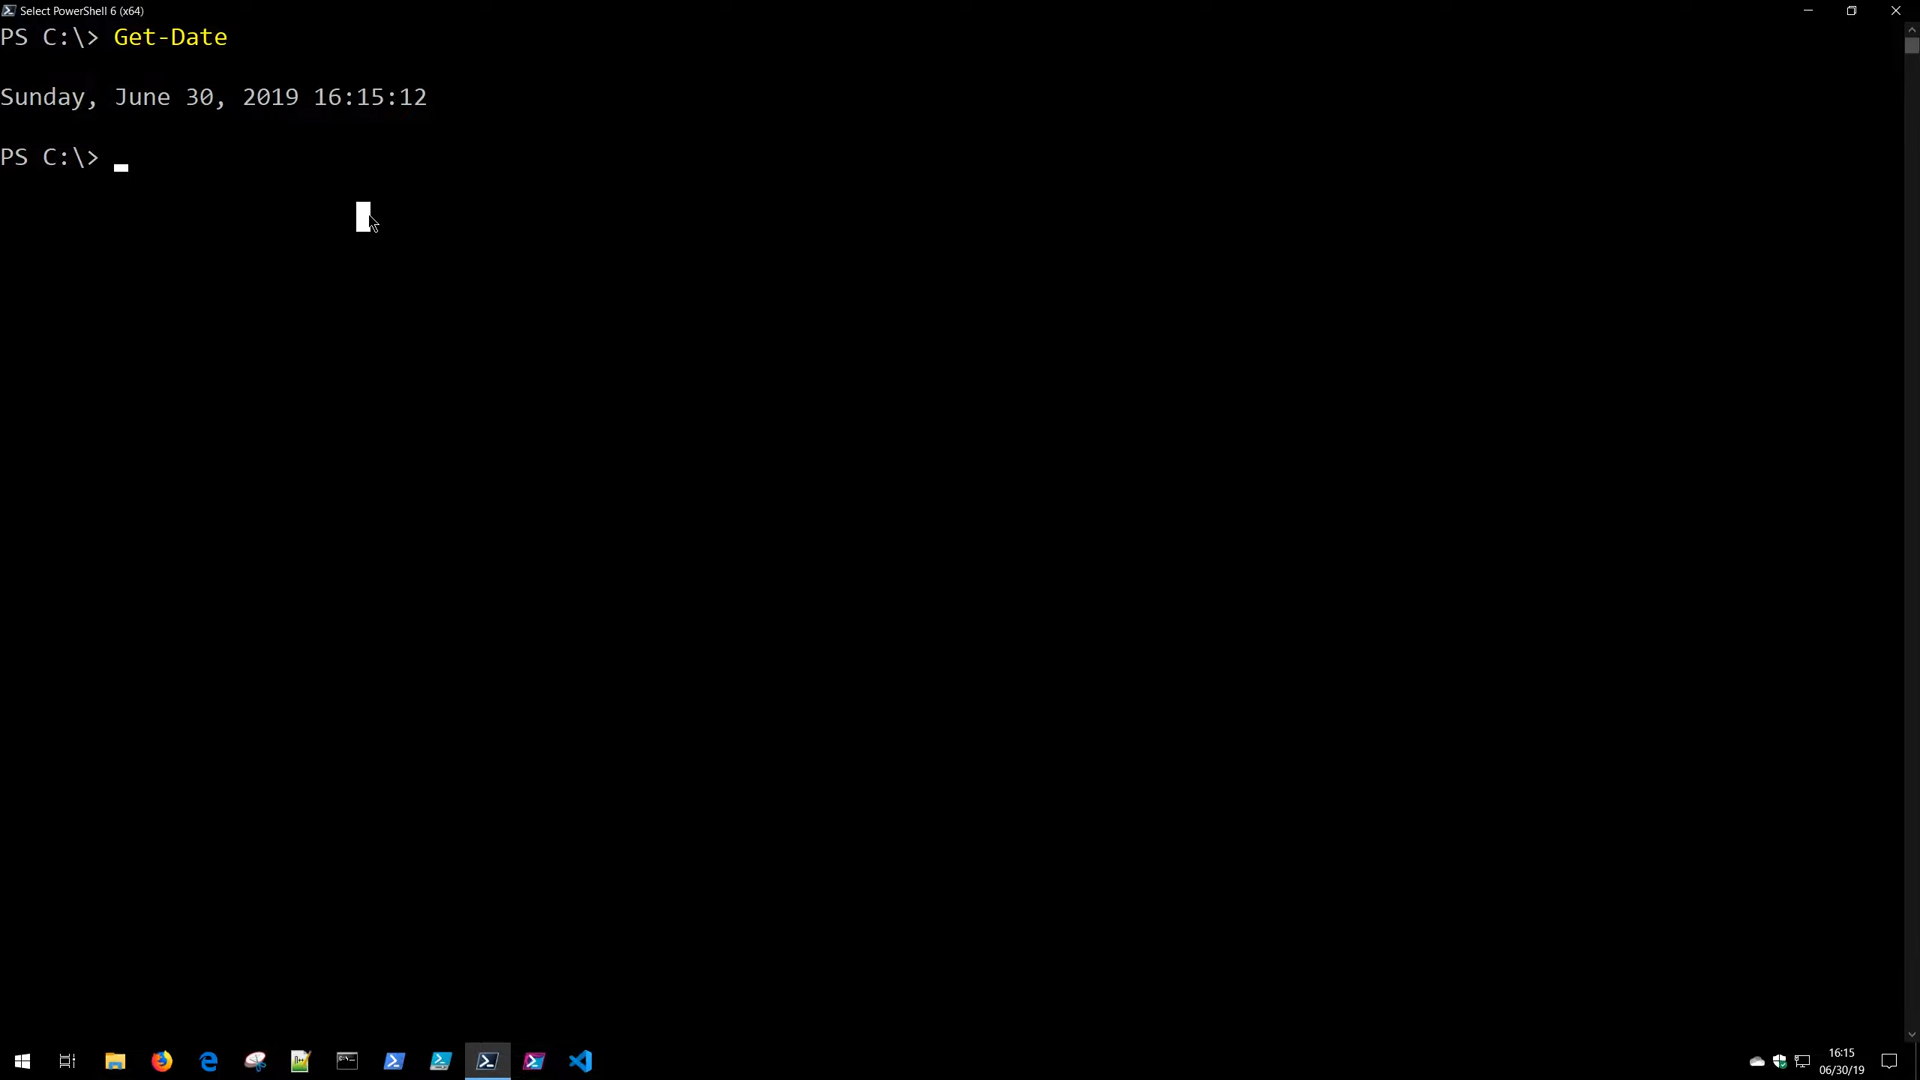 Select PowerShell 6 (x64)
PS C:\> Get-Date
Sunday, June 30, 2019 16:15:12
PS C:\>
16:15
06/30/19